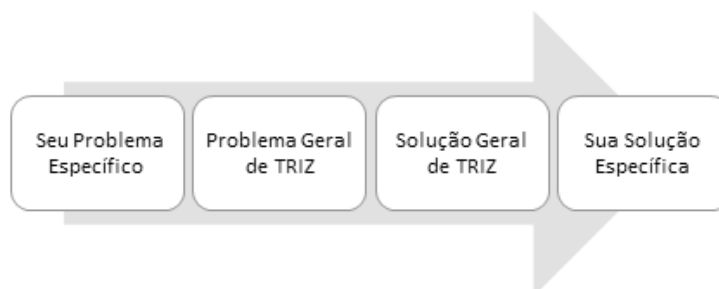 Seu Problema
Específico
Problema Geral
de TRIZ
Solução Geral
de TRIZ
Sua Solução
Específica